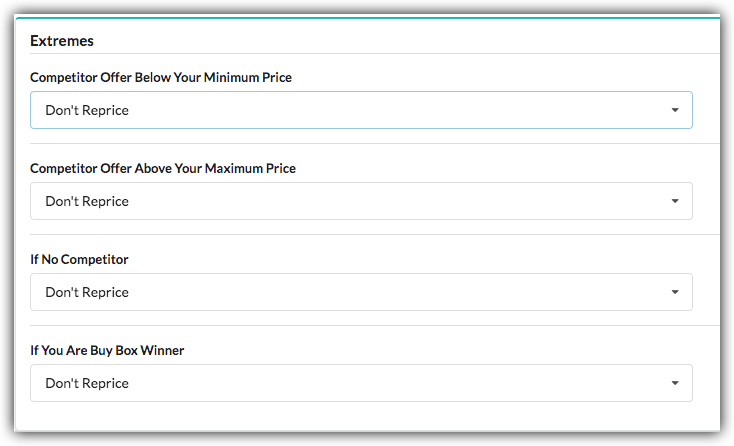 Extremes
Competitor Offer Below Your Minimum Price
Don't Reprice
Competitor Offer Above Your Maximum Price
Don't Reprice
If No Competitor
Don't Reprice
If You Are Buy Box Winner
Don't Reprice